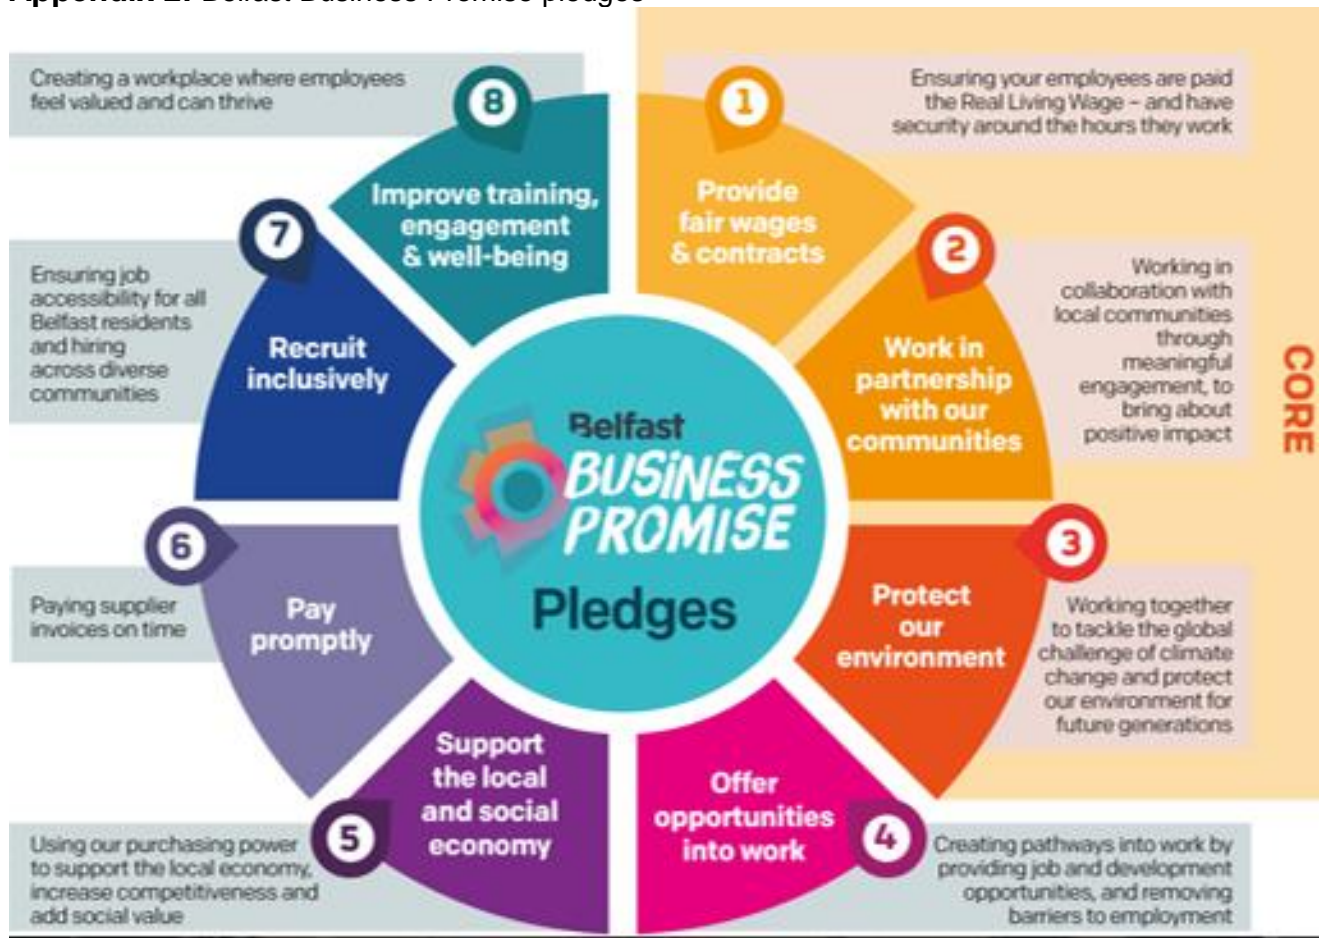 Appendix 2: Belfast Business Promise pledges
Creating a workplace where employees
feel valued and can thrive
8
Improve training,
engagement
& well-being
1
Provide
fair wages
& contracts
Ensuring your employees are paid
the Real Living Wage – and have
security around the hours they work
7
Recruit
inclusively
Ensuring job
accessibility for all
Belfast residents
and hiring
across diverse
communities
2
Work in
partnership
with our
communities
Working in
collaboration with
local communities
through
meaningful
engagement, to
bring about
positive impact
CORE
Belfast
BUSiNESS
PROMiSE
Pledges
6
Pay
promptly
Paying supplier
invoices on time
3
Protect
our
environment
Working together
to tackle the global
challenge of climate
change and protect
our environment for
future generations
5
Support
the local
and social
economy
Using our purchasing power
to support the local economy,
increase competitiveness and
add social value
4
Offer
opportunities
into work
Creating pathways into work by
providing job and development
opportunities, and removing
barriers to employment